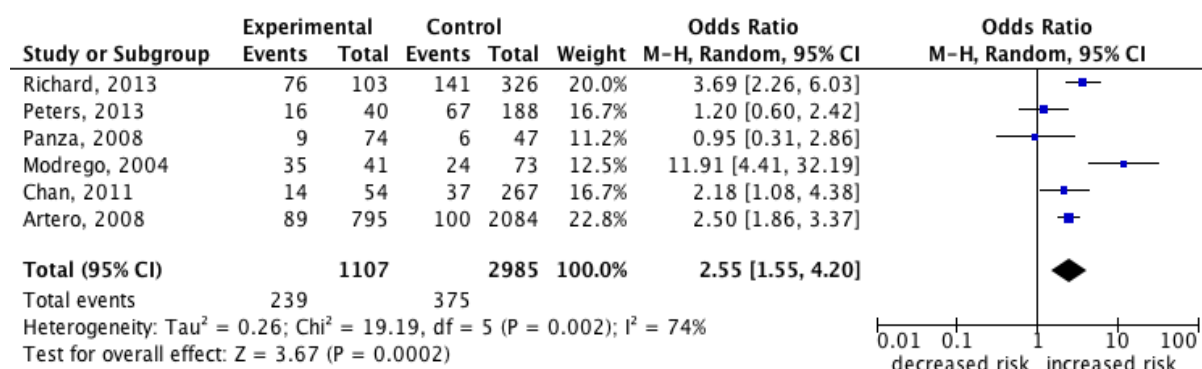 Experimental Control Odds Ratio Odds Ratio
Study or Subgroup Events Total Events Total Weight M-H, Random, 95% CI M-H, Random, 95% CI
Richard, 2013 76 103 141 326 20.0% 3.69 [2.26, 6.03]
Peters, 2013 16 40 67 188 16.7% 1.20 [0.60, 2.42]
Panza, 2008 9 74 6 47 11.2% 0.95 [0.31, 2.86]
Modrego, 2004 35 41 24 73 12.5% 11.91 [4.41, 32.19]
Chan, 2011 14 54 37 267 16.7% 2.18 [1.08, 4.38]
Artero, 2008 89 795 100 2084 22.8% 2.50 [1.86, 3.37]
Total (95% CI) 1107 2985 100.0% 2.55 [1.55, 4.20]
Total events 239 375
Heterogeneity: Tau² = 0.26; Chi² = 19.19, df = 5 (P = 0.002); I² = 74%
Test for overall effect: Z = 3.67 (P = 0.0002)
0.01 0.1 1 10 100
decreased risk increased risk